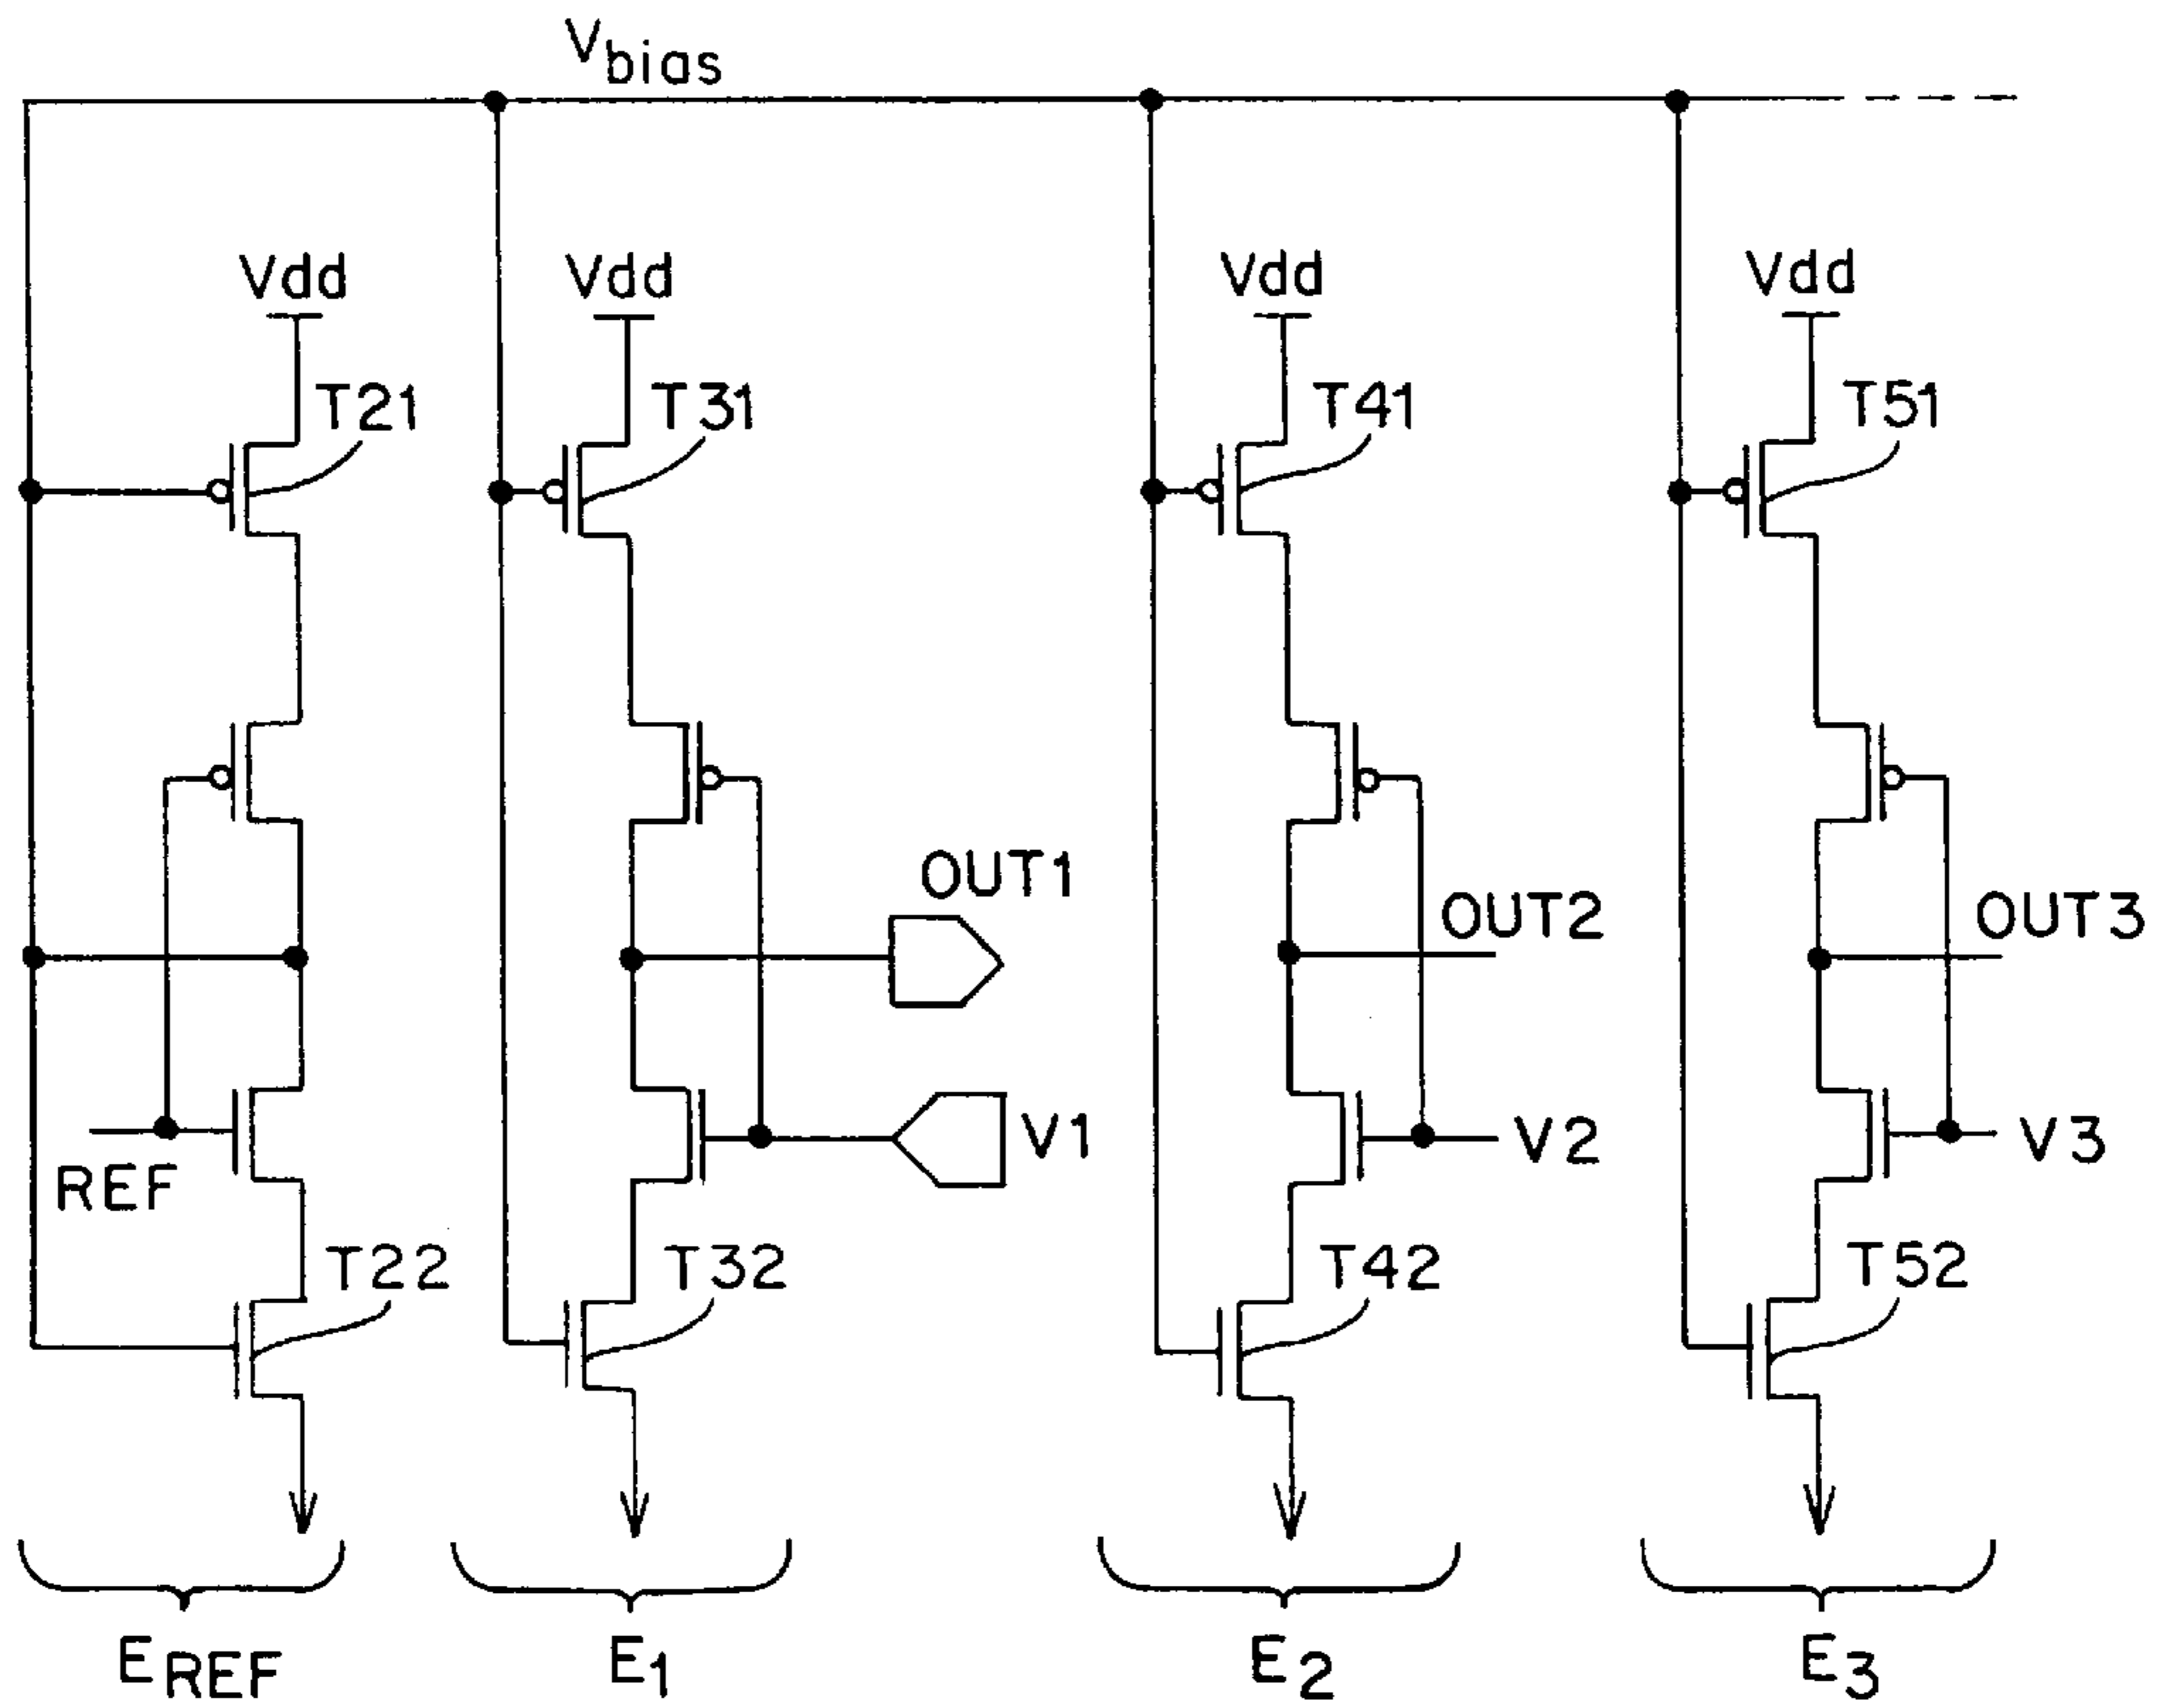 Vbias
Vdd Vdd Vdd Vdd
T21 T31 T41 T51
OUT1
OUT2 OUT3
REF V1 V2 V3
T22 T32 T42 T52
EREF E1 E2 E3